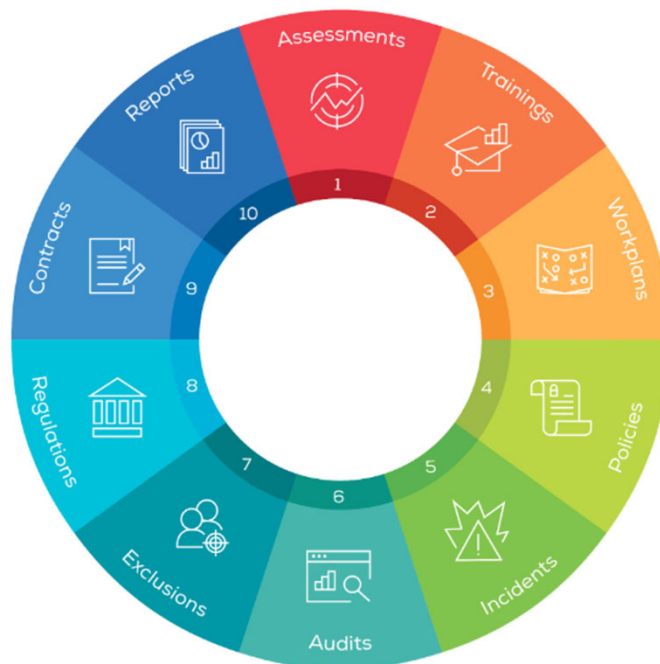 Assessments
1
Trainings
2
Workplans
3
Policies
4
Incidents
5
Audits
6
Exclusions
7
Regulations
8
Contracts
9
Reports
10